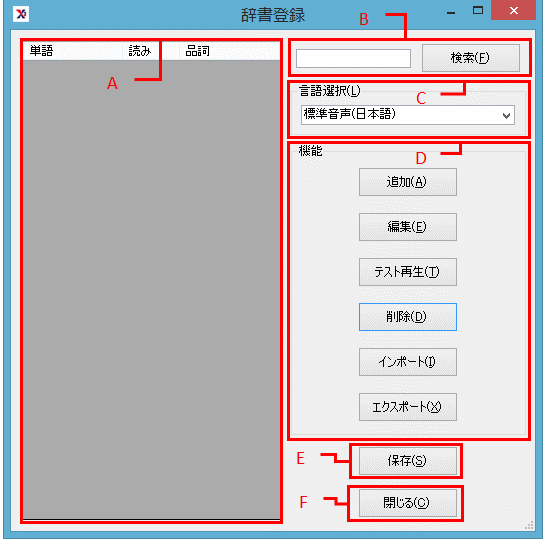 辞書登録
B
単語 読み 品詞
検索(F)
A
言語選択(L)
C
標準音声(日本語)
D
機能
追加(A)
編集(E)
テスト再生(T)
削除(D)
インポート(I)
エクスポート(X)
E
保存(S)
F
閉じる(C)